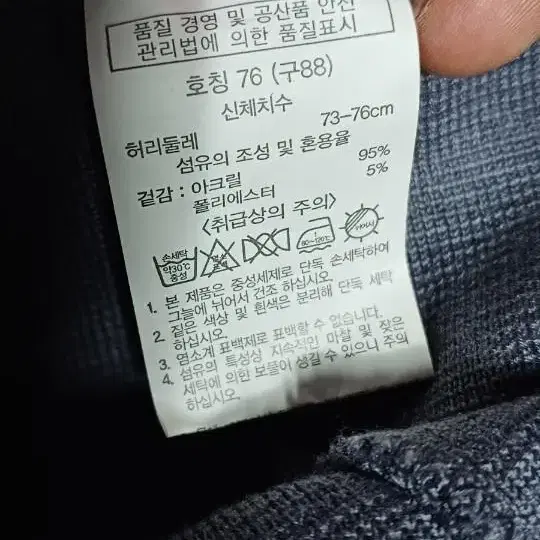 품질 경영 및 공산품 안전
관리법에 의한 품질표시
호칭 76 (구88)
신체치수
허리둘레 73-76cm
섬유의 조성 및 혼용율
겉감 : 아크릴 95%
폴리에스터 5%
<취급상의 주의>
손세탁
약30℃
중성
80~120℃
1. 본 제품은 중성세제로 단독 손세탁하여
그늘에 뉘어서 건조 하십시오.
2. 짙은 색상 및 흰색은 분리해 단독 세탁
하십시오.
3. 염소계 표백제로 표백할 수 없습니다.
4. 섬유의 특성상 지속적인 마찰 및 잦은
세탁에 의한 보풀이 생길 수 있으니 주의
하십시오.